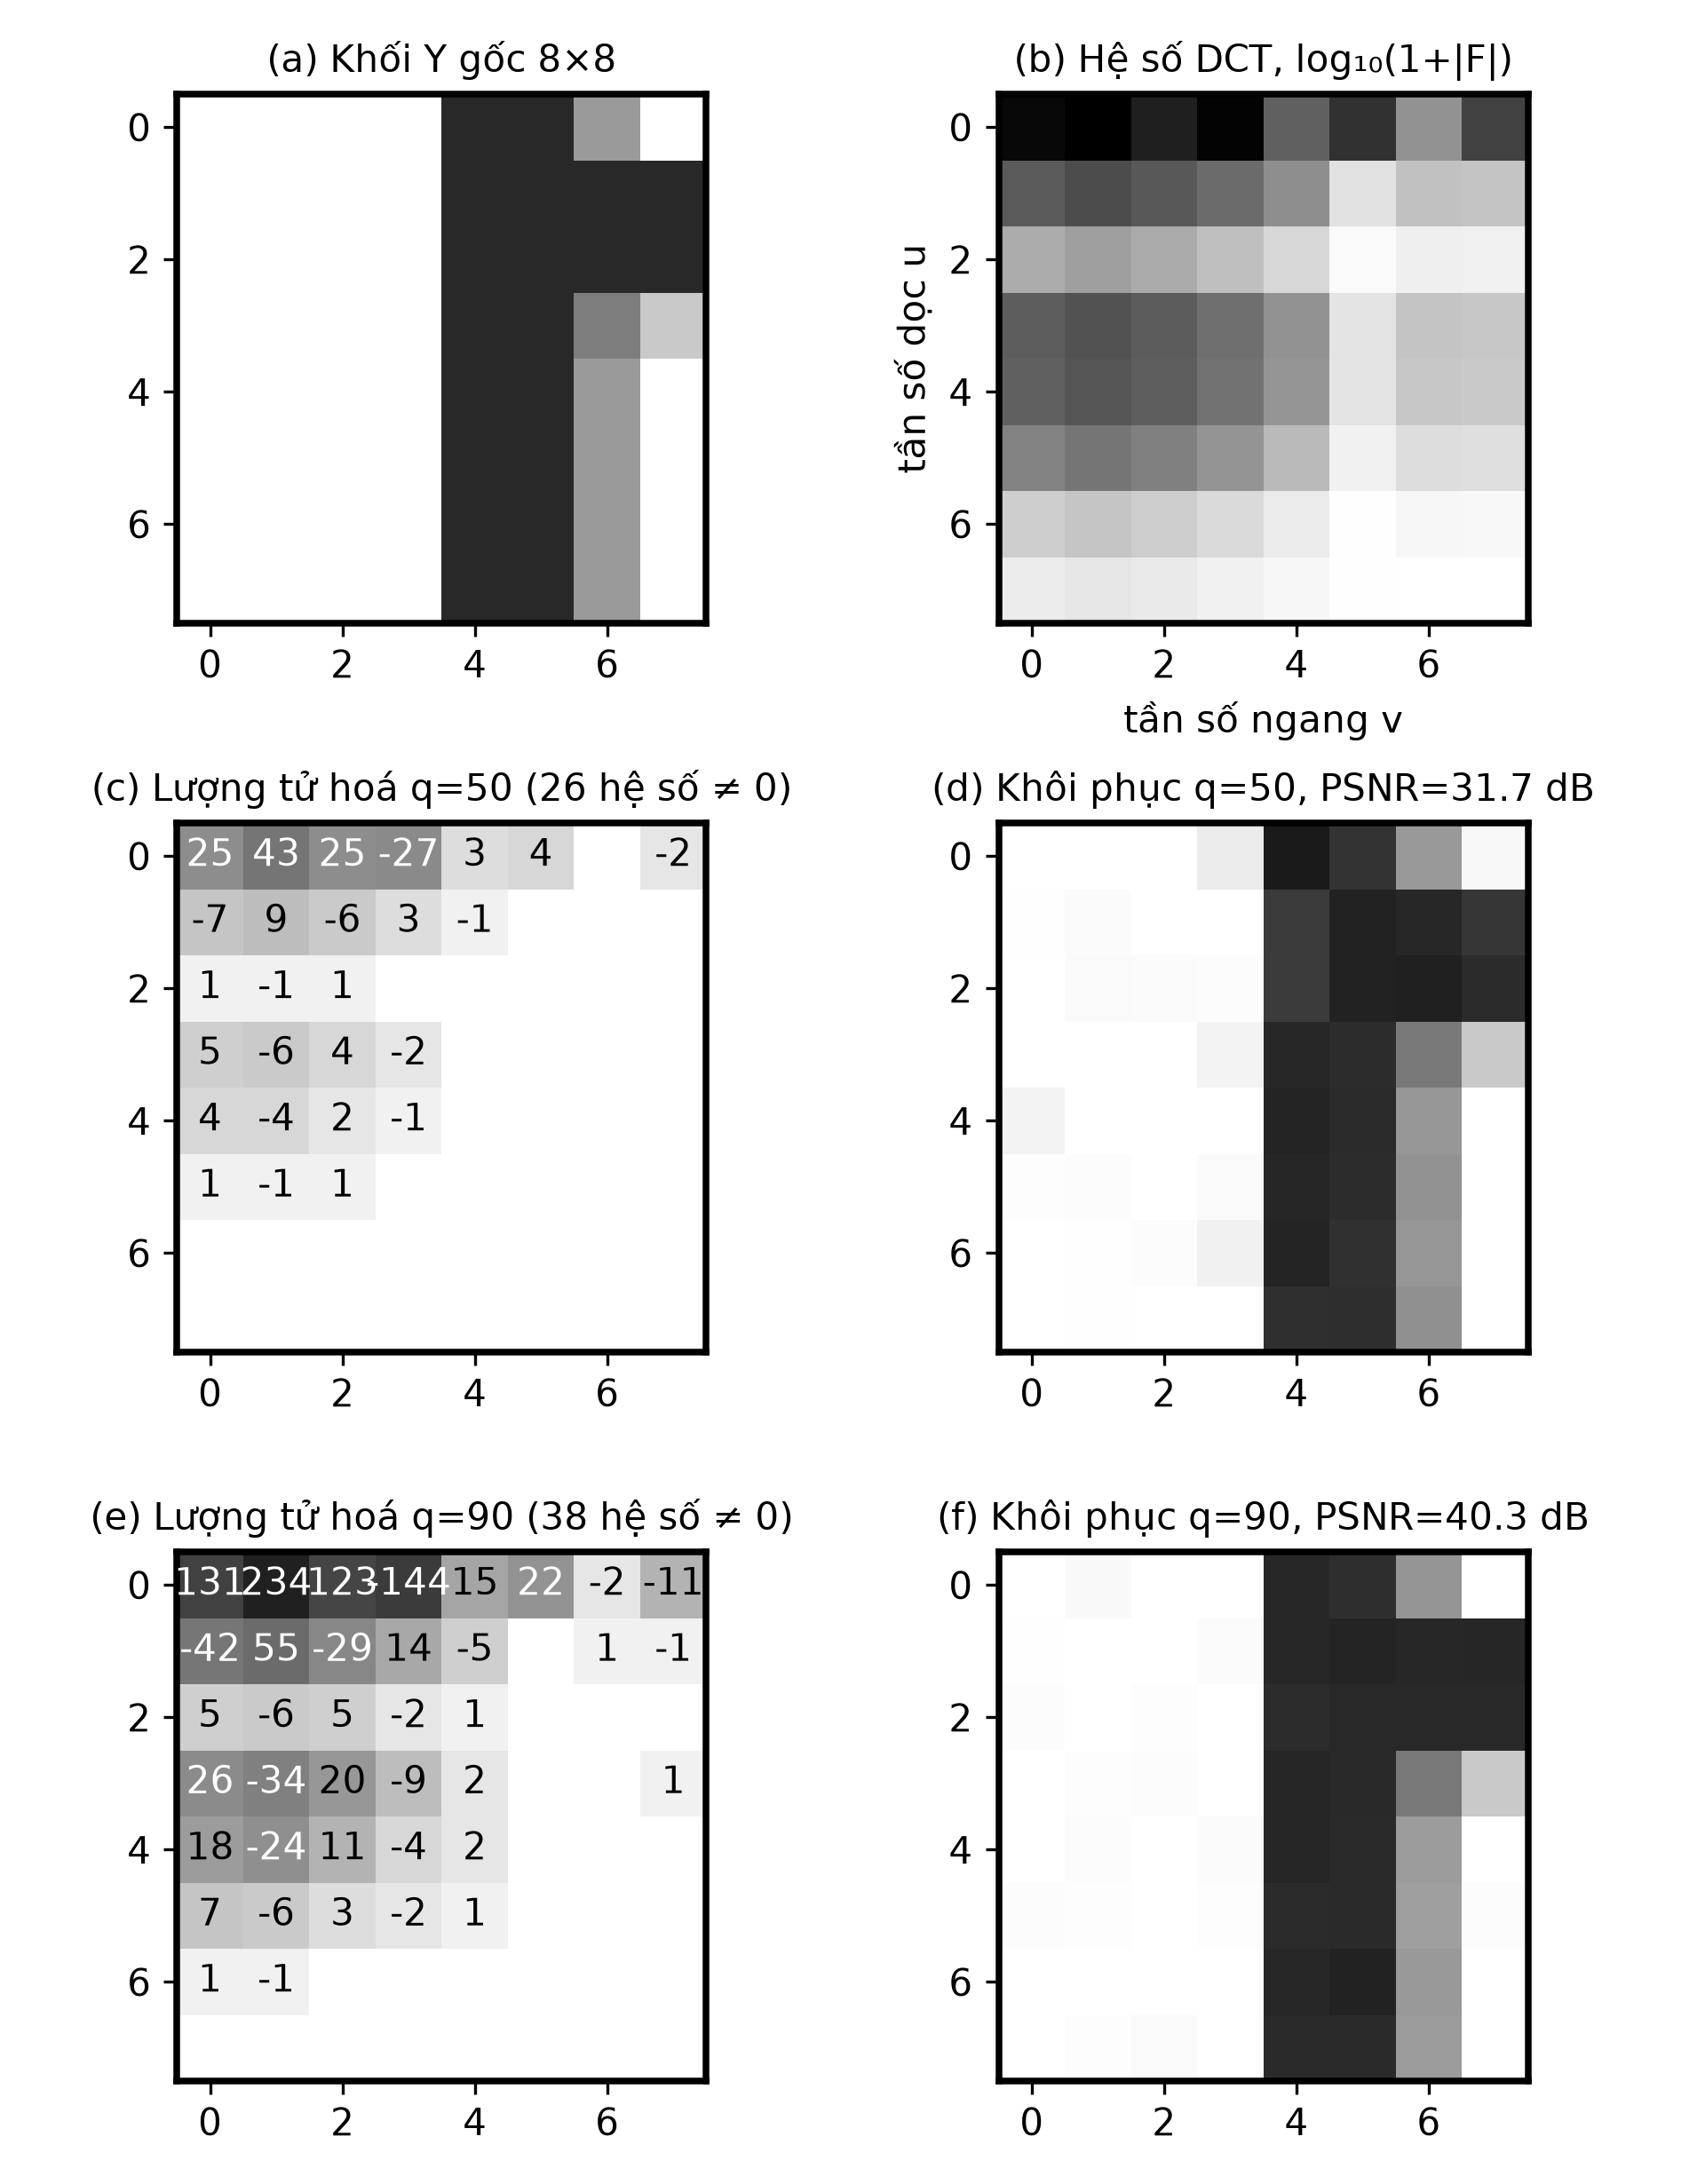 (a) Khối Y gốc 8×8
0
2
4
6
0 2 4 6
(b) Hệ số DCT, log₁₀(1+|F|)
tần số dọc u
0
2
4
6
0 2 4 6
tần số ngang v
(c) Lượng tử hoá q=50 (26 hệ số ≠ 0)
0 25 43 25 -27 3 4 -2
-7 9 -6 3 -1
2 1 -1 1
5 -6 4 -2
4 4 -4 2 -1
1 -1 1
6
0 2 4 6
(d) Khôi phục q=50, PSNR=31.7 dB
0
2
4
6
0 2 4 6
(e) Lượng tử hoá q=90 (38 hệ số ≠ 0)
0 131 234 123 -144 15 22 -2 -11
-42 55 -29 14 -5 1 -1
2 5 -6 5 -2 1
26 -34 20 -9 2 1
4 18 -24 11 -4 2
7 -6 3 -2 1
6 1 -1
0 2 4 6
(f) Khôi phục q=90, PSNR=40.3 dB
0
2
4
6
0 2 4 6